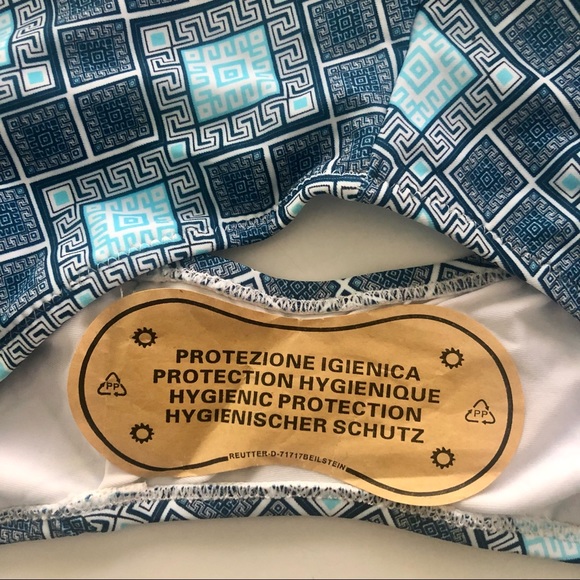 PROTEZIONE IGIENICA
PROTECTION HYGIENIQUE
PP
HYGIENIC PROTECTION
PP
HYGIENISCHER SCHUTZ
REUTTER-D-71717BEILSTEIN